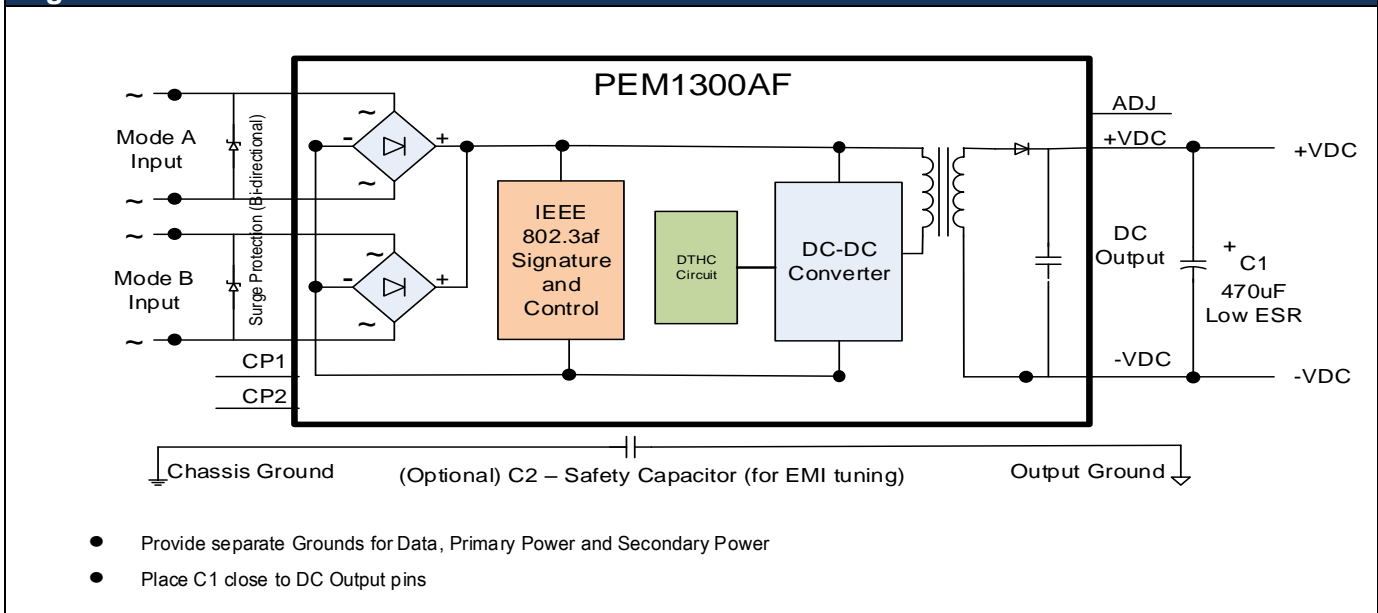 PEM1300AF
~
~
ADJ
Mode A
Input
~
-
+
+VDC
+VDC
~
~
Surge Protection (Bi-directional)
~
~
Mode B
Input
-
+
~
~
IEEE
802.3af
Signature
and
Control
DTHC
Circuit
DC-DC
Converter
DC
Output
+
C1
470uF
Low ESR
CP1
CP2
-VDC
-VDC
Chassis Ground
(Optional) C2 – Safety Capacitor (for EMI tuning)
Output Ground
● Provide separate Grounds for Data, Primary Power and Secondary Power
● Place C1 close to DC Output pins